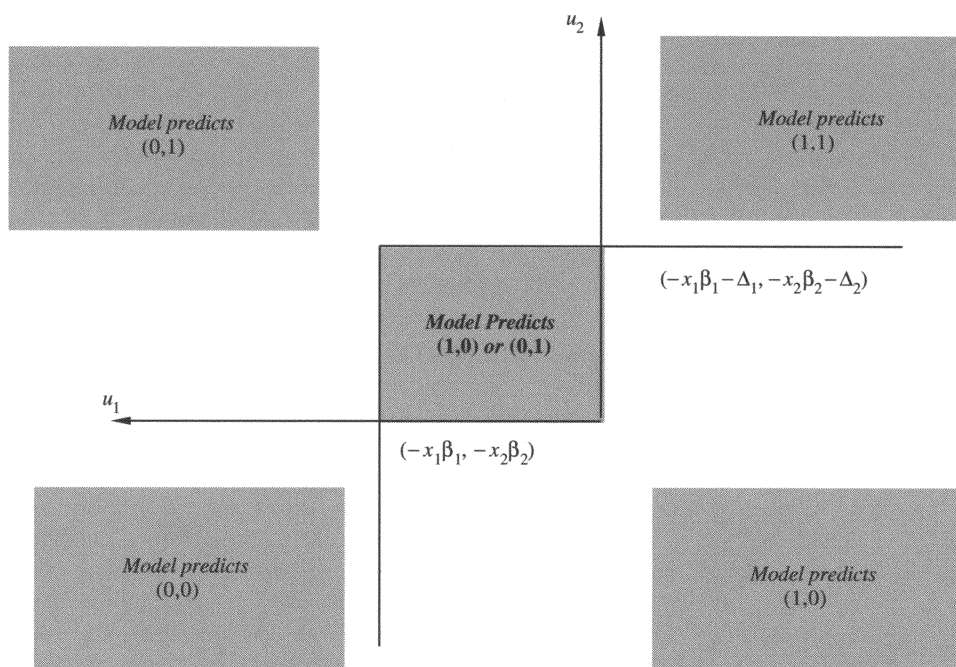 u₂
Model predicts
(0,1)
Model predicts
(1,1)
(−x₁β₁−Δ₁, −x₂β₂−Δ₂)
Model Predicts
(1,0) or (0,1)
u₁
(−x₁β₁, −x₂β₂)
Model predicts
(0,0)
Model predicts
(1,0)